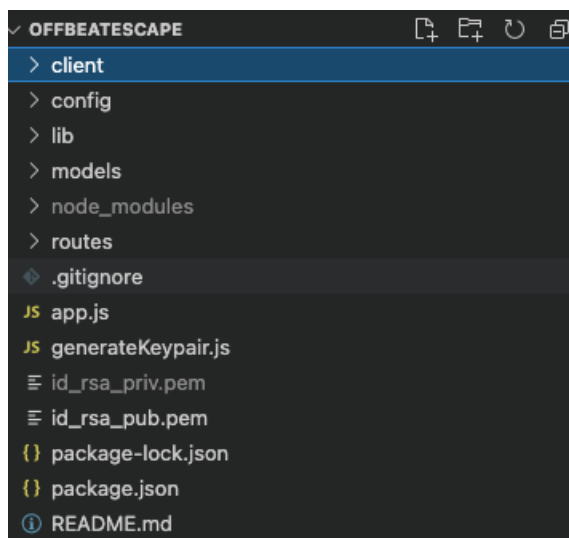 OFFBEATESCAPE
client
config
lib
models
node_modules
routes
.gitignore
JS app.js
JS generateKeypair.js
id_rsa_priv.pem
id_rsa_pub.pem
{} package-lock.json
{} package.json
README.md